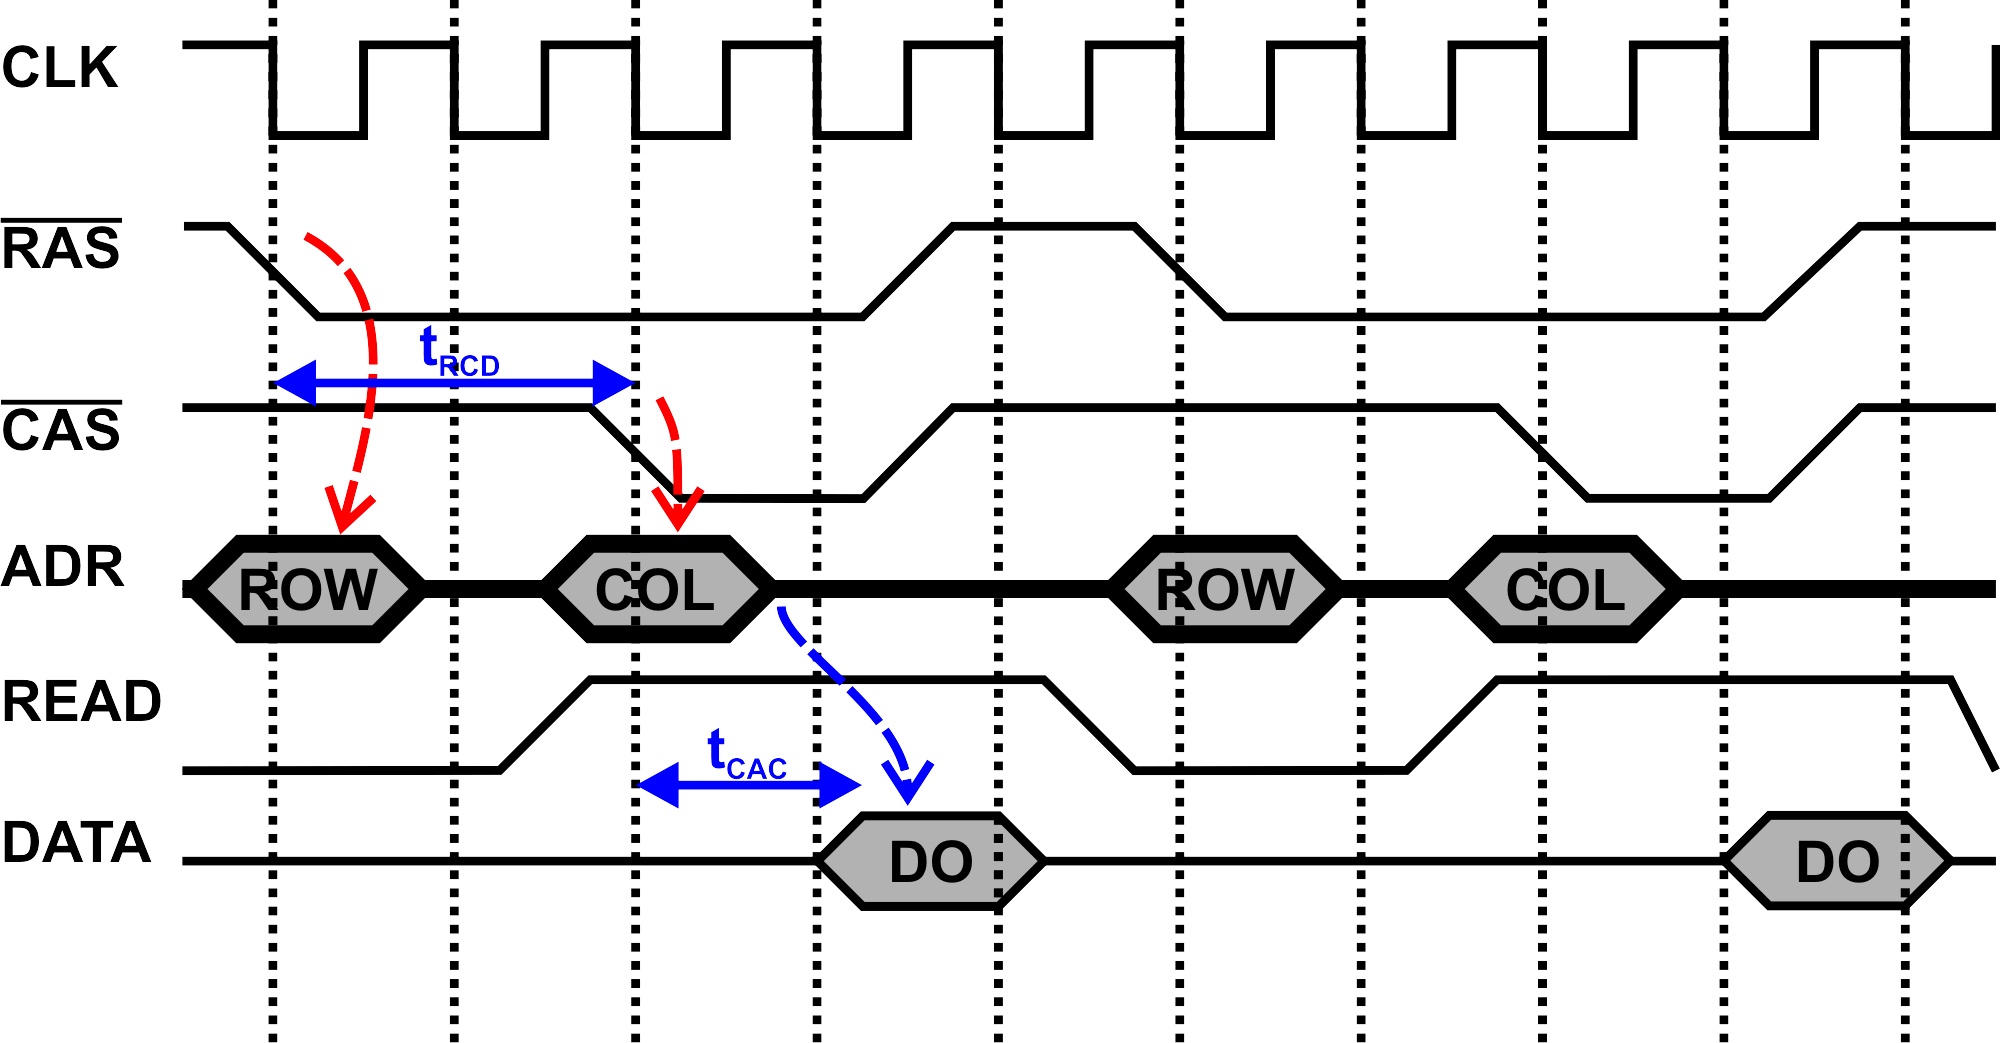 CLK
RAS
tRCD
CAS
ADR ROW COL ROW COL
READ
tCAC
DATA DO DO